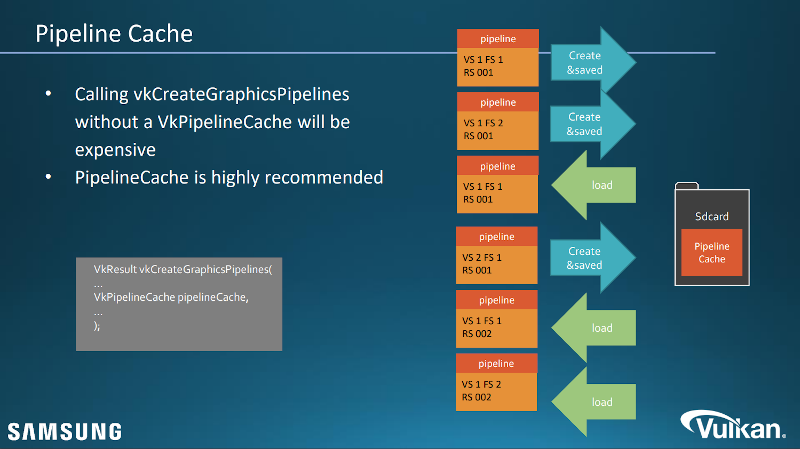 Pipeline Cache
• Calling vkCreateGraphicsPipelines
without a VkPipelineCache will be
expensive
• PipelineCache is highly recommended
VkResult vkCreateGraphicsPipelines(
...
VkPipelineCache pipelineCache,
...
);
pipeline
VS 1 FS 1
RS 001
Create
&saved
pipeline
VS 1 FS 2
RS 001
Create
&saved
pipeline
VS 1 FS 1
RS 001
load
pipeline
VS 2 FS 1
RS 001
Create
&saved
pipeline
VS 1 FS 1
RS 002
load
pipeline
VS 1 FS 2
RS 002
load
Sdcard
Pipeline
Cache
SAMSUNG
Vulkan.